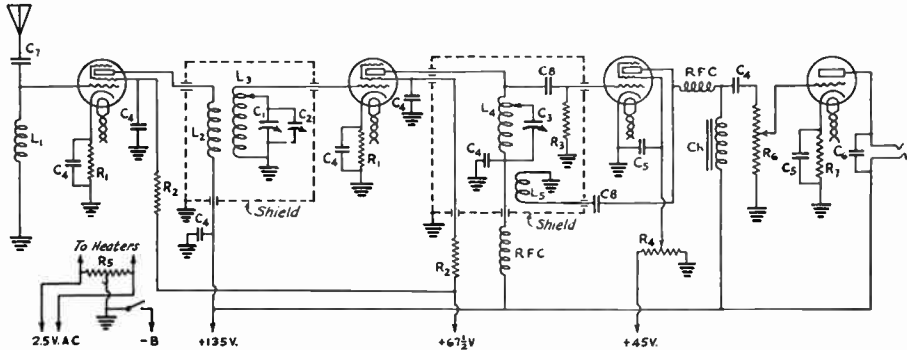 C7
L1
C4
R1
C4
R2
L2
L3
C1
C2
C4
Shield
C4
R1
C4
R2
L4
C4
C3
C8
R3
L5
C8
RFC
Shield
C5
R4
RFC
Ch
C4
R6
C5
R7
C6
To Heaters
R5
2.5V. AC
-B
+135V.
+67½V
+45V.